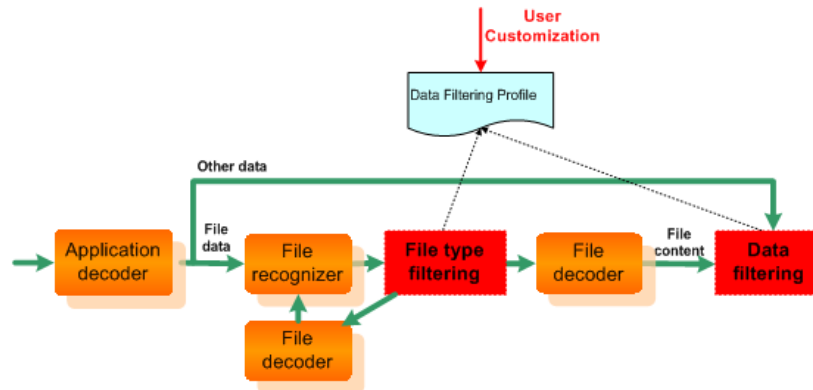 User
Customization
Data Filtering Profile
Other data
Application
decoder
File
data
File
recognizer
File type
filtering
File
decoder
File
content
Data
filtering
File
decoder